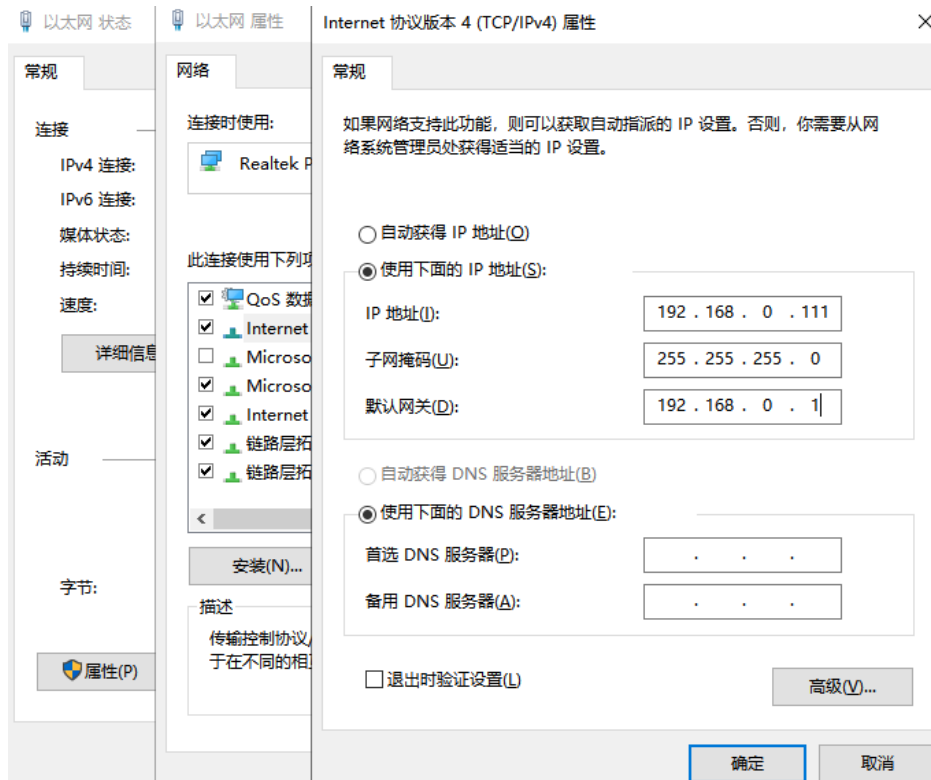 以太网 状态
常规
连接
IPv4 连接:
IPv6 连接:
媒体状态:
持续时间:
速度:
详细信息
活动
字节:
属性(P)
以太网 属性
网络
连接时使用:
Realtek P
此连接使用下列项
QoS 数据
Internet
Microso
Microso
Internet
链路层拓
链路层拓
安装(N)...
描述
传输控制协议/
于在不同的相互
Internet 协议版本 4 (TCP/IPv4) 属性
常规
如果网络支持此功能，则可以获取自动指派的 IP 设置。否则，你需要从网
络系统管理员处获得适当的 IP 设置。
自动获得 IP 地址(O)
使用下面的 IP 地址(S):
IP 地址(I): 192 . 168 . 0 . 111
子网掩码(U): 255 . 255 . 255 . 0
默认网关(D): 192 . 168 . 0 . 1
自动获得 DNS 服务器地址(B)
使用下面的 DNS 服务器地址(E):
首选 DNS 服务器(P): . . .
备用 DNS 服务器(A): . . .
退出时验证设置(L)
高级(V)...
确定
取消